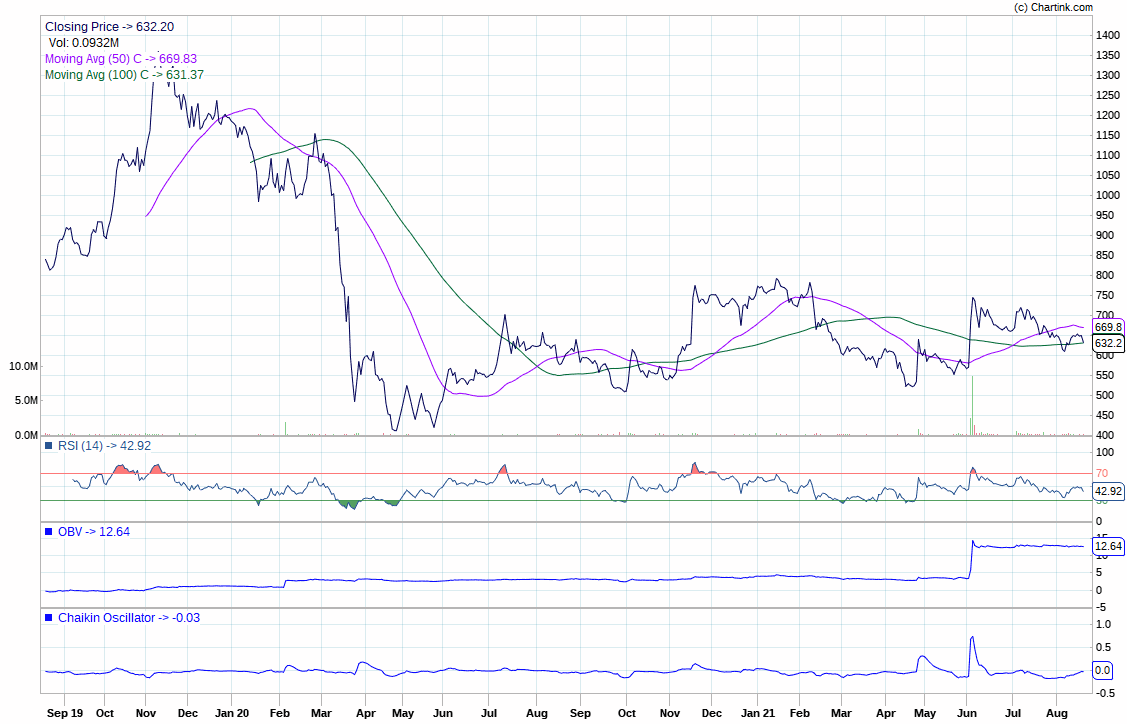 (c) Chartink.com
Closing Price -> 632.20
Vol: 0.0932M
Moving Avg (50) C -> 669.83
Moving Avg (100) C -> 631.37
1400
1350
1300
1250
1200
1150
1100
1050
1000
950
900
850
800
750
700
669.8
632.2
600
550
500
450
400
10.0M
5.0M
0.0M
RSI (14) -> 42.92
100
70
42.92
0
OBV -> 12.64
12.64
5
0
-5
Chaikin Oscillator -> -0.03
1.0
0.5
0.0
-0.5
Sep 19 Oct Nov Dec Jan 20 Feb Mar Apr May Jun Jul Aug Sep Oct Nov Dec Jan 21 Feb Mar Apr May Jun Jul Aug